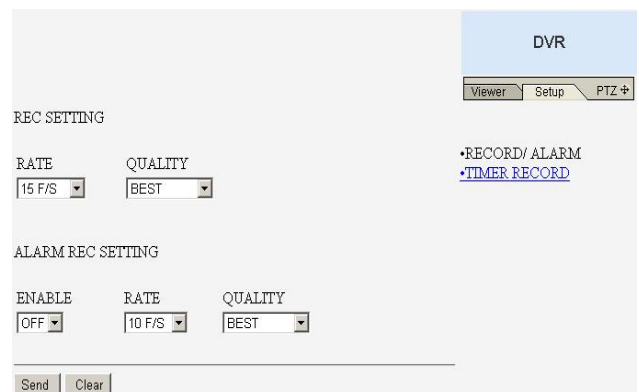 DVR
Viewer Setup PTZ
REC SETTING
RATE QUALITY
15 F/S BEST
•RECORD/ ALARM
•TIMER RECORD
ALARM REC SETTING
ENABLE RATE QUALITY
OFF 10 F/S BEST
Send Clear